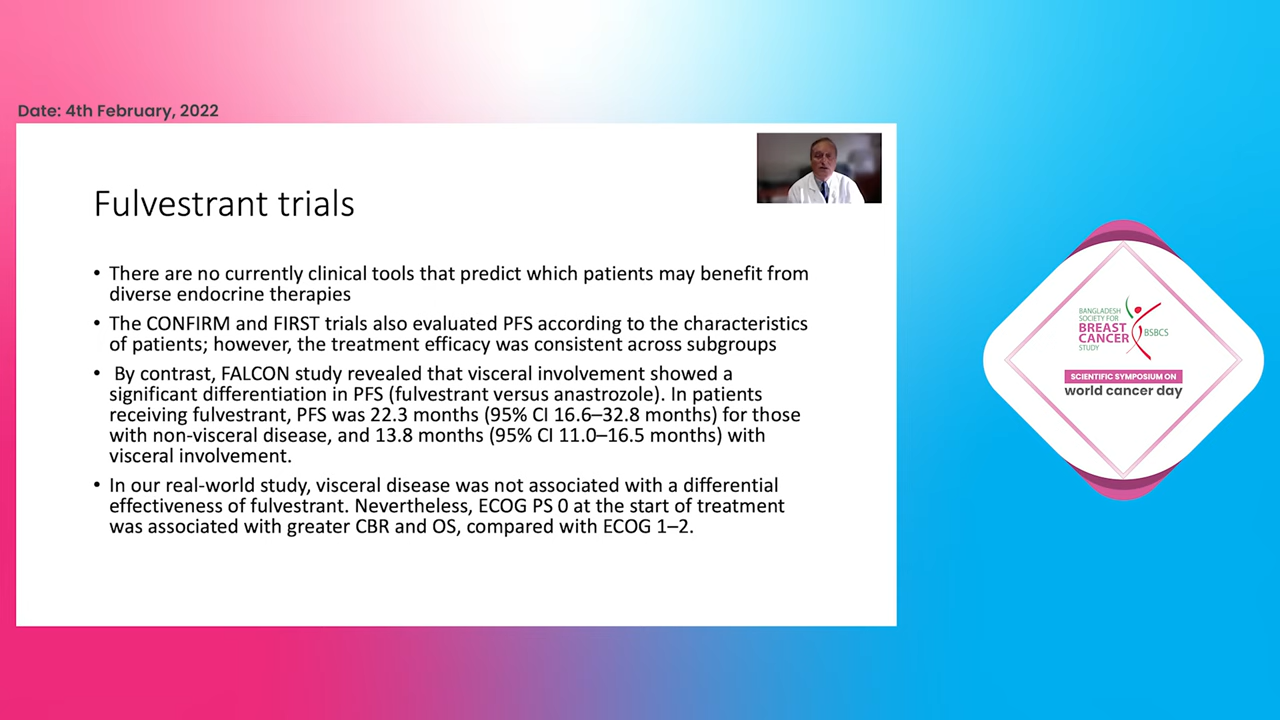 Date: 4th February, 2022
Fulvestrant trials
• There are no currently clinical tools that predict which patients may benefit from
diverse endocrine therapies
• The CONFIRM and FIRST trials also evaluated PFS according to the characteristics
of patients; however, the treatment efficacy was consistent across subgroups
• By contrast, FALCON study revealed that visceral involvement showed a
significant differentiation in PFS (fulvestrant versus anastrozole). In patients
receiving fulvestrant, PFS was 22.3 months (95% CI 16.6–32.8 months) for those
with non-visceral disease, and 13.8 months (95% CI 11.0–16.5 months) with
visceral involvement.
• In our real-world study, visceral disease was not associated with a differential
effectiveness of fulvestrant. Nevertheless, ECOG PS 0 at the start of treatment
was associated with greater CBR and OS, compared with ECOG 1–2.
BANGLADESH
SOCIETY FOR
BREAST
CANCER
STUDY
BSBCS
SCIENTIFIC SYMPOSIUM ON
world cancer day